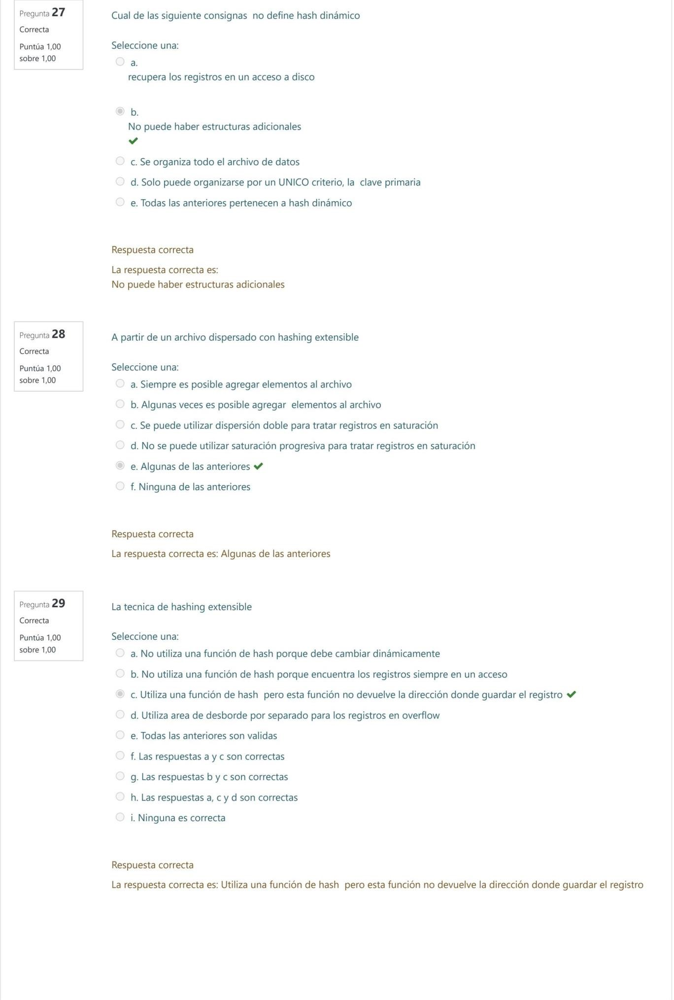 Pregunta 27
Correcta
Puntúa 1,00
sobre 1,00
Cual de las siguiente consignas no define hash dinámico
Seleccione una:
a.
recupera los registros en un acceso a disco
b.
No puede haber estructuras adicionales
c. Se organiza todo el archivo de datos
d. Solo puede organizarse por un UNICO criterio, la clave primaria
e. Todas las anteriores pertenecen a hash dinámico
Respuesta correcta
La respuesta correcta es:
No puede haber estructuras adicionales
Pregunta 28
Correcta
Puntúa 1,00
sobre 1,00
A partir de un archivo dispersado con hashing extensible
Seleccione una:
a. Siempre es posible agregar elementos al archivo
b. Algunas veces es posible agregar elementos al archivo
c. Se puede utilizar dispersión doble para tratar registros en saturación
d. No se puede utilizar saturación progresiva para tratar registros en saturación
e. Algunas de las anteriores
f. Ninguna de las anteriores
Respuesta correcta
La respuesta correcta es: Algunas de las anteriores
Pregunta 29
Correcta
Puntúa 1,00
sobre 1,00
La tecnica de hashing extensible
Seleccione una:
a. No utiliza una función de hash porque debe cambiar dinámicamente
b. No utiliza una función de hash porque encuentra los registros siempre en un acceso
c. Utiliza una función de hash pero esta función no devuelve la dirección donde guardar el registro
d. Utiliza area de desborde por separado para los registros en overflow
e. Todas las anteriores son validas
f. Las respuestas a y c son correctas
g. Las respuestas b y c son correctas
h. Las respuestas a, c y d son correctas
i. Ninguna es correcta
Respuesta correcta
La respuesta correcta es: Utiliza una función de hash pero esta función no devuelve la dirección donde guardar el registro